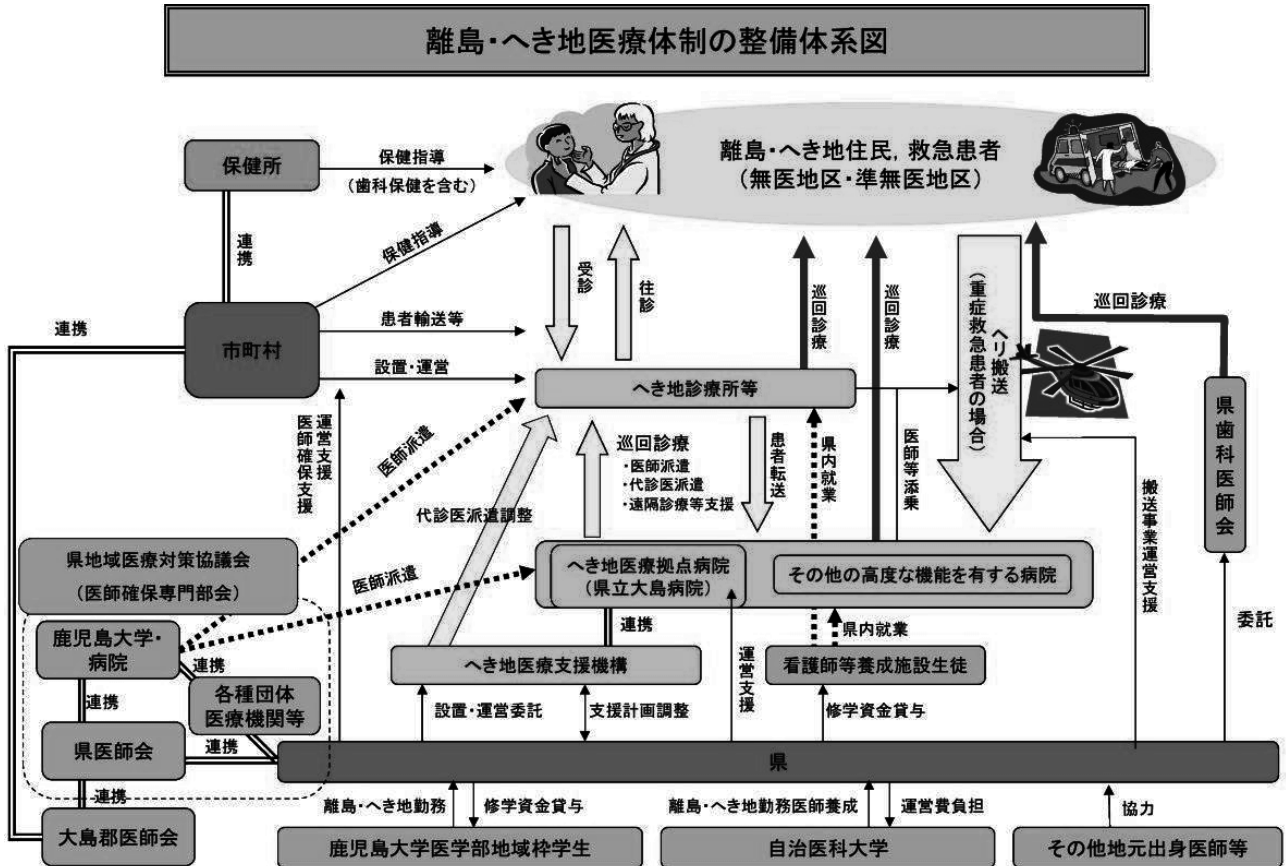 離島・へき地医療体制の整備体系図
離島・へき地住民，救急患者
（無医地区・準無医地区）
保健所
保健指導
（歯科保健を含む）
連携
保健指導
受診
往診
巡回診療
巡回診療
ヘリ搬送
（重症救急患者の場合）
巡回診療
連携
市町村
患者輸送等
設置・運営
へき地診療所等
県歯科医師会
運営支援
医師確保支援
医師派遣
代診医派遣調整
巡回診療
・医師派遣
・代診医派遣
・遠隔診療等支援
患者転送
県内就業
医師等添乗
搬送事業運営支援
県地域医療対策協議会
（医師確保専門部会）
医師派遣
へき地医療拠点病院
（県立大島病院）
その他の高度な機能を有する病院
委託
鹿児島大学・
病院
連携
連携
県内就業
へき地医療支援機構
運営支援
看護師等養成施設生徒
連携
各種団体
医療機関等
設置・運営委託
支援計画調整
修学資金貸与
県医師会
連携
県
連携
離島・へき地勤務
修学資金貸与
離島・へき地勤務医師養成
運営費負担
協力
大島郡医師会
鹿児島大学医学部地域枠学生
自治医科大学
その他地元出身医師等